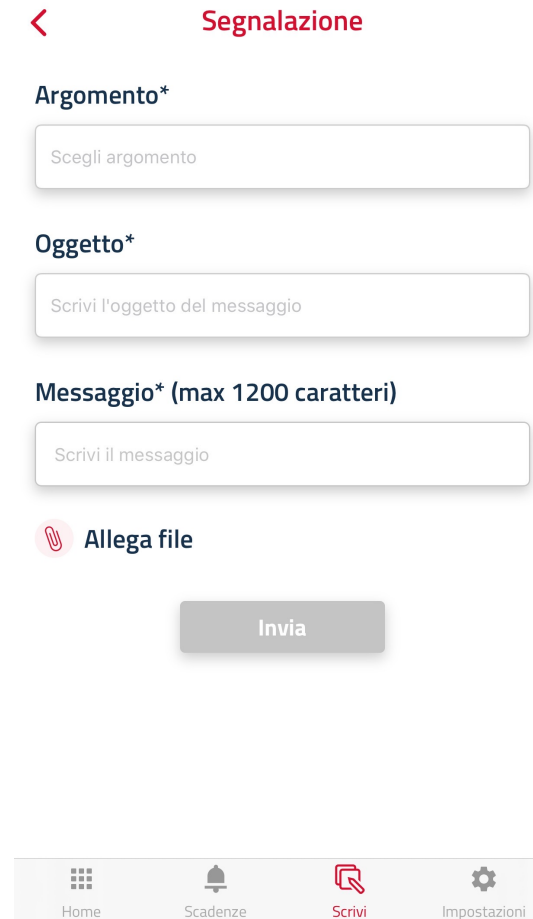 Segnalazione
Argomento*
Scegli argomento
Oggetto*
Scrivi l'oggetto del messaggio
Messaggio* (max 1200 caratteri)
Scrivi il messaggio
Allega file
Invia
Home Scadenze Scrivi Impostazioni